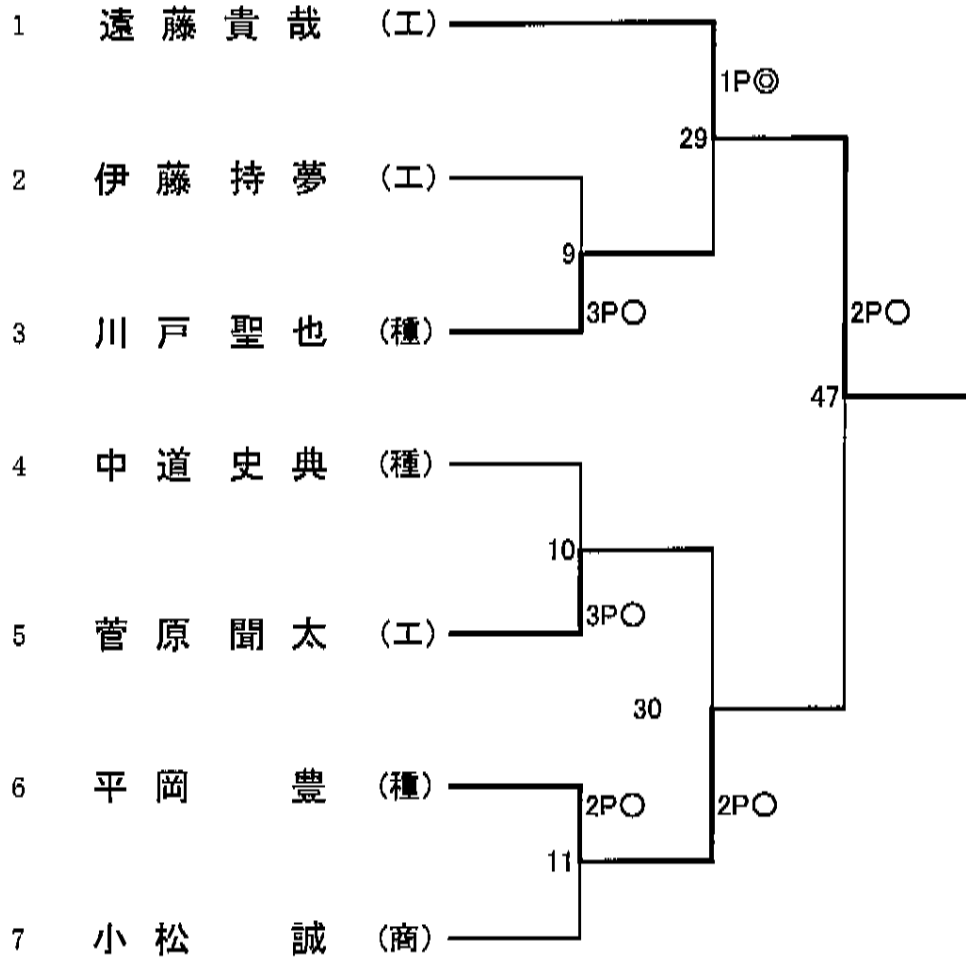 1 遠藤貴哉 (工)
1P◎
29
2 伊藤持夢 (工)
9
3 川戸聖也 (種)
3P○
2P○
47
4 中道史典 (種)
10
3P○
5 菅原聞太 (工)
30
6 平岡 豊 (種)
2P○
2P○
11
7 小松 誠 (商)